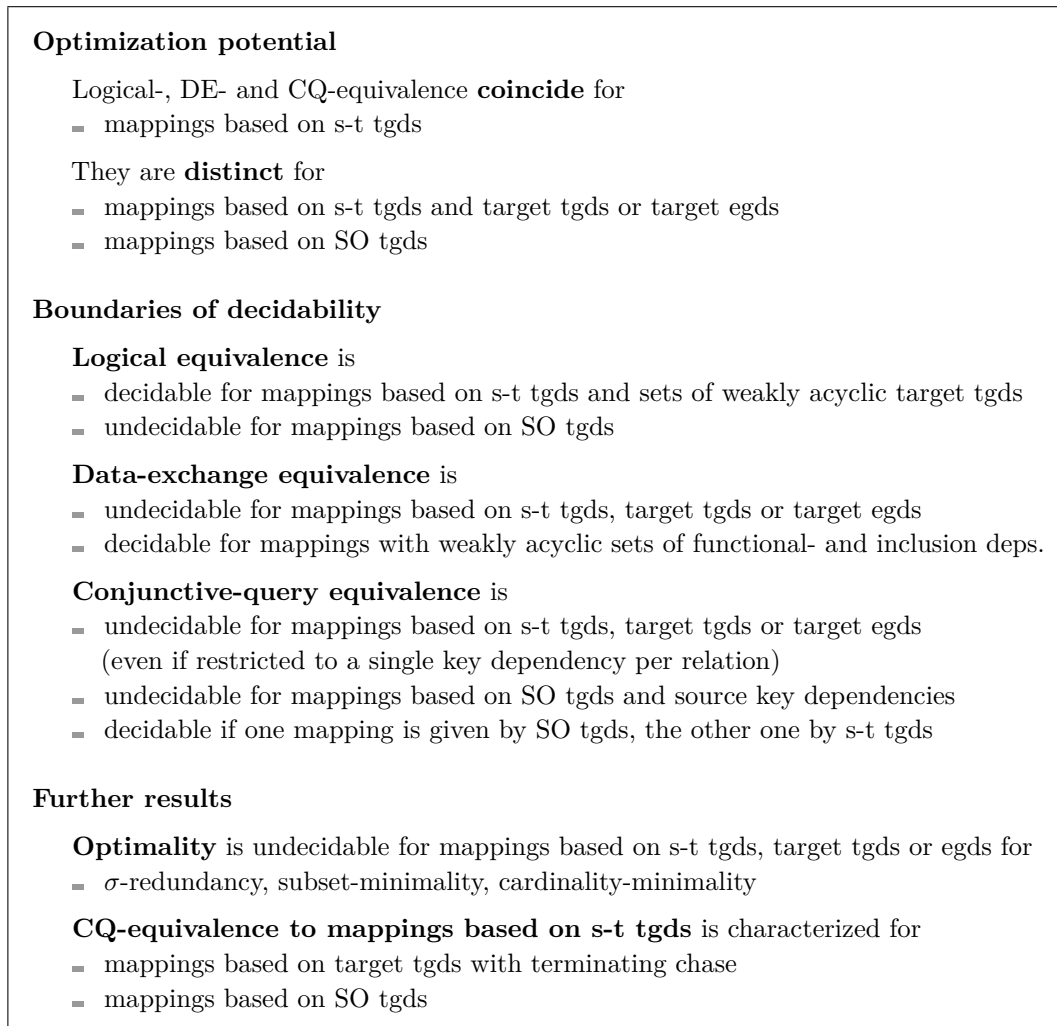 Optimization potential
Logical-, DE- and CQ-equivalence coincide for
mappings based on s-t tgds
They are distinct for
mappings based on s-t tgds and target tgds or target egds
mappings based on SO tgds
Boundaries of decidability
Logical equivalence is
decidable for mappings based on s-t tgds and sets of weakly acyclic target tgds
undecidable for mappings based on SO tgds
Data-exchange equivalence is
undecidable for mappings based on s-t tgds, target tgds or target egds
decidable for mappings with weakly acyclic sets of functional- and inclusion deps.
Conjunctive-query equivalence is
undecidable for mappings based on s-t tgds, target tgds or target egds
(even if restricted to a single key dependency per relation)
undecidable for mappings based on SO tgds and source key dependencies
decidable if one mapping is given by SO tgds, the other one by s-t tgds
Further results
Optimality is undecidable for mappings based on s-t tgds, target tgds or egds for
σ-redundancy, subset-minimality, cardinality-minimality
CQ-equivalence to mappings based on s-t tgds is characterized for
mappings based on target tgds with terminating chase
mappings based on SO tgds